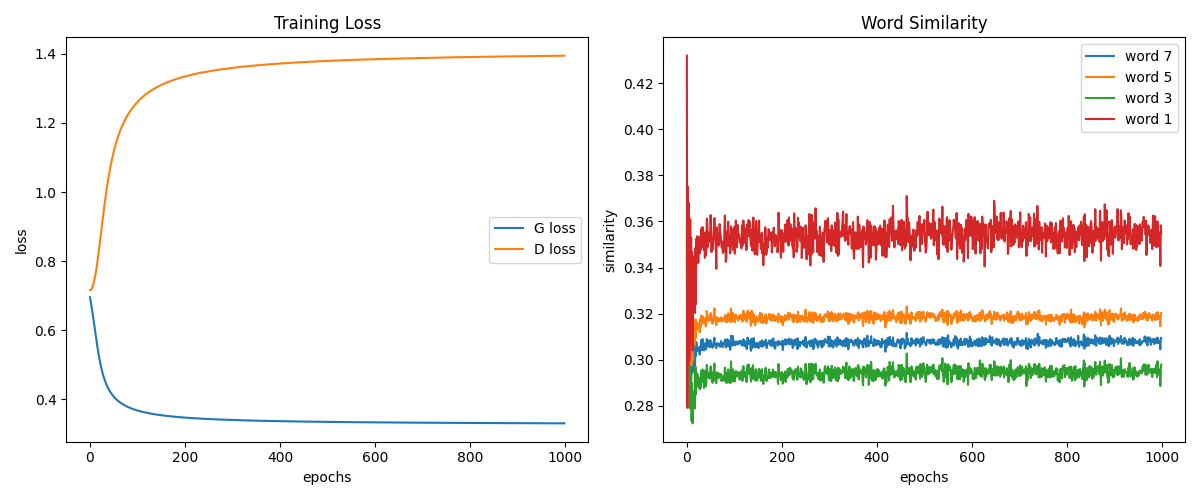 Training Loss
1.4
1.2
1.0
0.8
0.6
0.4
loss
G loss
D loss
0 200 400 600 800 1000
epochs
Word Similarity
0.42
0.40
0.38
0.36
0.34
0.32
0.30
0.28
similarity
word 7
word 5
word 3
word 1
0 200 400 600 800 1000
epochs